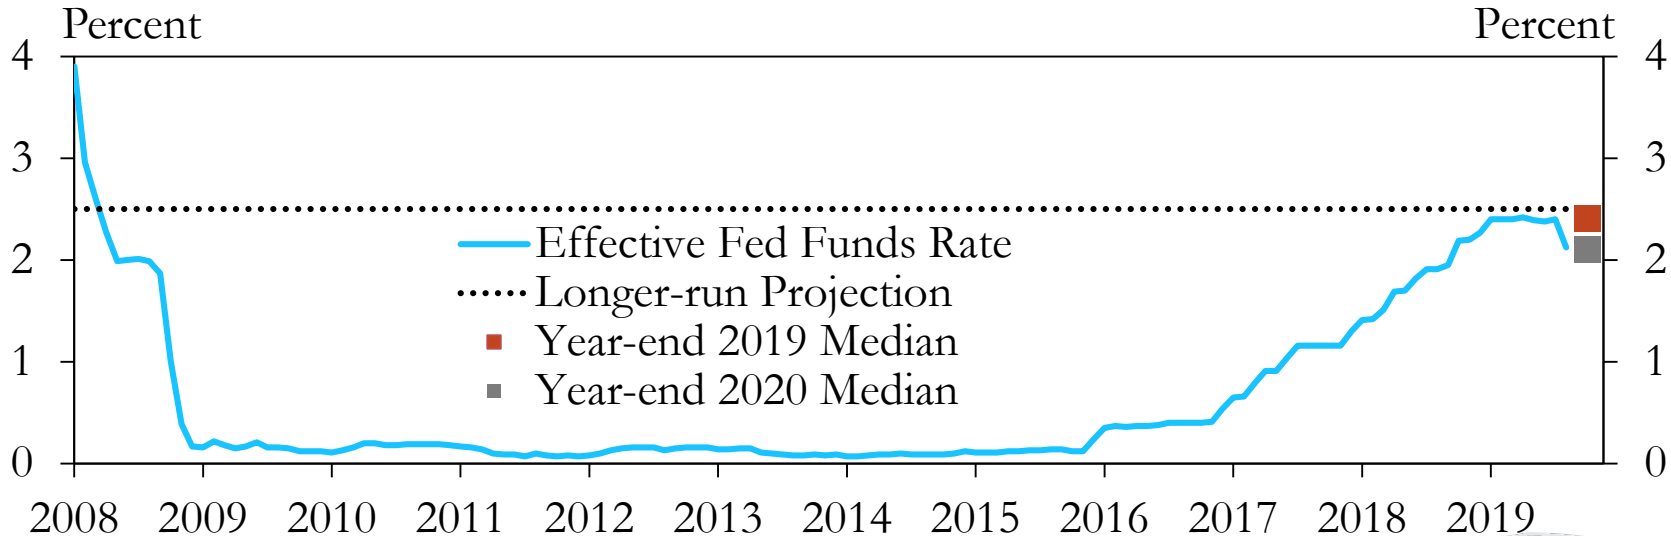 Percent Percent
4 4
3 3
2 2
1 1
0 0
Effective Fed Funds Rate
Longer-run Projection
Year-end 2019 Median
Year-end 2020 Median
2008 2009 2010 2011 2012 2013 2014 2015 2016 2017 2018 2019